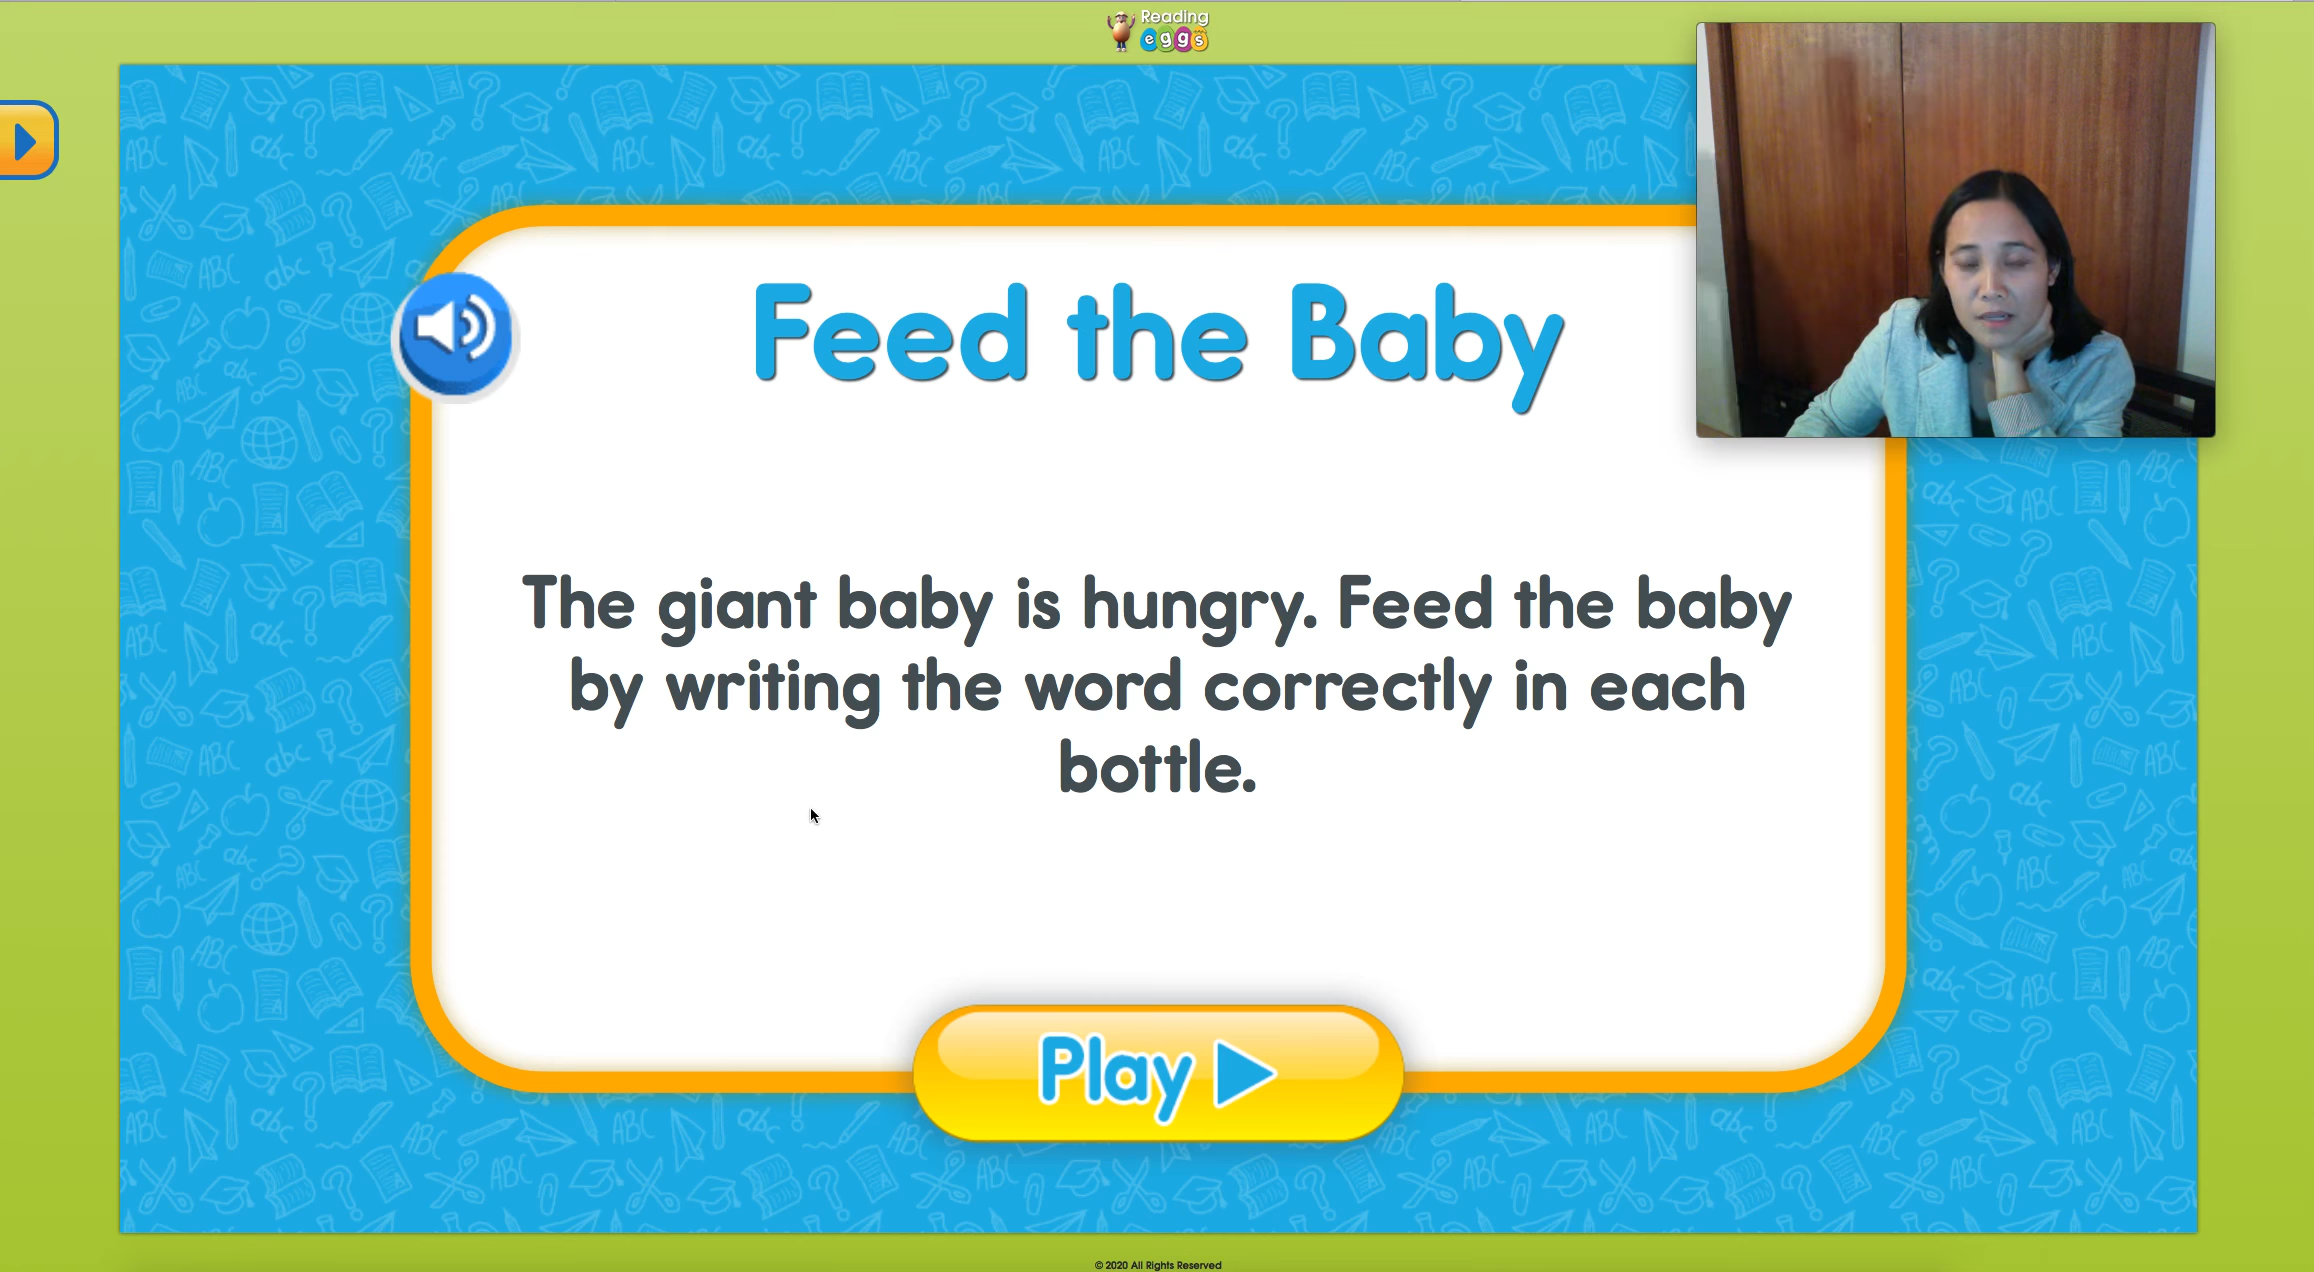 Reading
eggs
Feed the Baby
The giant baby is hungry. Feed the baby
by writing the word correctly in each
bottle.
Play
© 2020 All Rights Reserved